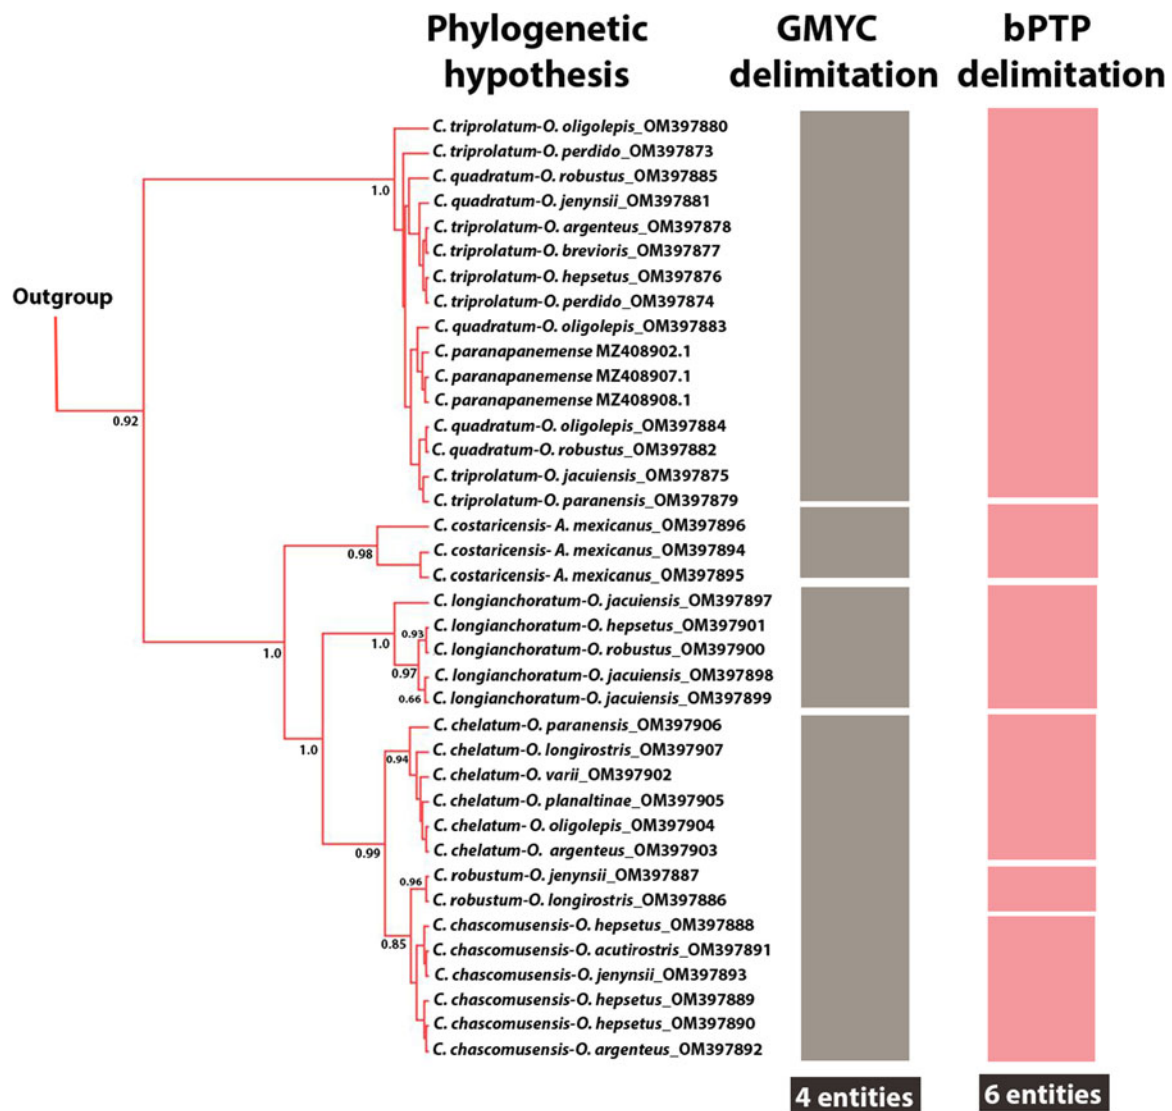 Phylogenetic hypothesis
GMYC delimitation
bPTP delimitation
C. triprolatum-O. oligolepis_OM397880
C. triprolatum-O. perdido_OM397873
C. quadratum-O. robustus_OM397885
1.0
C. quadratum-O. jenynsii_OM397881
C. triprolatum-O. argenteus_OM397878
C. triprolatum-O. brevioris_OM397877
C. triprolatum-O. hepsetus_OM397876
Outgroup
C. triprolatum-O. perdido_OM397874
C. quadratum-O. oligolepis_OM397883
C. paranapanemense MZ408902.1
C. paranapanemense MZ408907.1
C. paranapanemense MZ408908.1
0.92
C. quadratum-O. oligolepis_OM397884
C. quadratum-O. robustus_OM397882
C. triprolatum-O. jacuiensis_OM397875
C. triprolatum-O. paranensis_OM397879
C. costaricensis- A. mexicanus_OM397896
C. costaricensis- A. mexicanus_OM397894
0.98
C. costaricensis- A. mexicanus_OM397895
C. longianchoratum-O. jacuiensis_OM397897
C. longianchoratum-O. hepsetus_OM397901
0.93
1.0
C. longianchoratum-O. robustus_OM397900
1.0
0.97
C. longianchoratum-O. jacuiensis_OM397898
C. longianchoratum-O. jacuiensis_OM397899
0.66
C. chelatum-O. paranensis_OM397906
1.0
C. chelatum-O. longirostris_OM397907
0.94
C. chelatum-O. varii_OM397902
C. chelatum-O. planaltinae_OM397905
C. chelatum- O. oligolepis_OM397904
C. chelatum-O. argenteus_OM397903
0.99
C. robustum-O. jenynsii_OM397887
0.96
C. robustum-O. longirostris_OM397886
C. chascomusensis-O. hepsetus_OM397888
0.85
C. chascomusensis-O. acutirostris_OM397891
C. chascomusensis-O. jenynsii_OM397893
C. chascomusensis-O. hepsetus_OM397889
C. chascomusensis-O. hepsetus_OM397890
C. chascomusensis-O. argenteus_OM397892
4 entities
6 entities